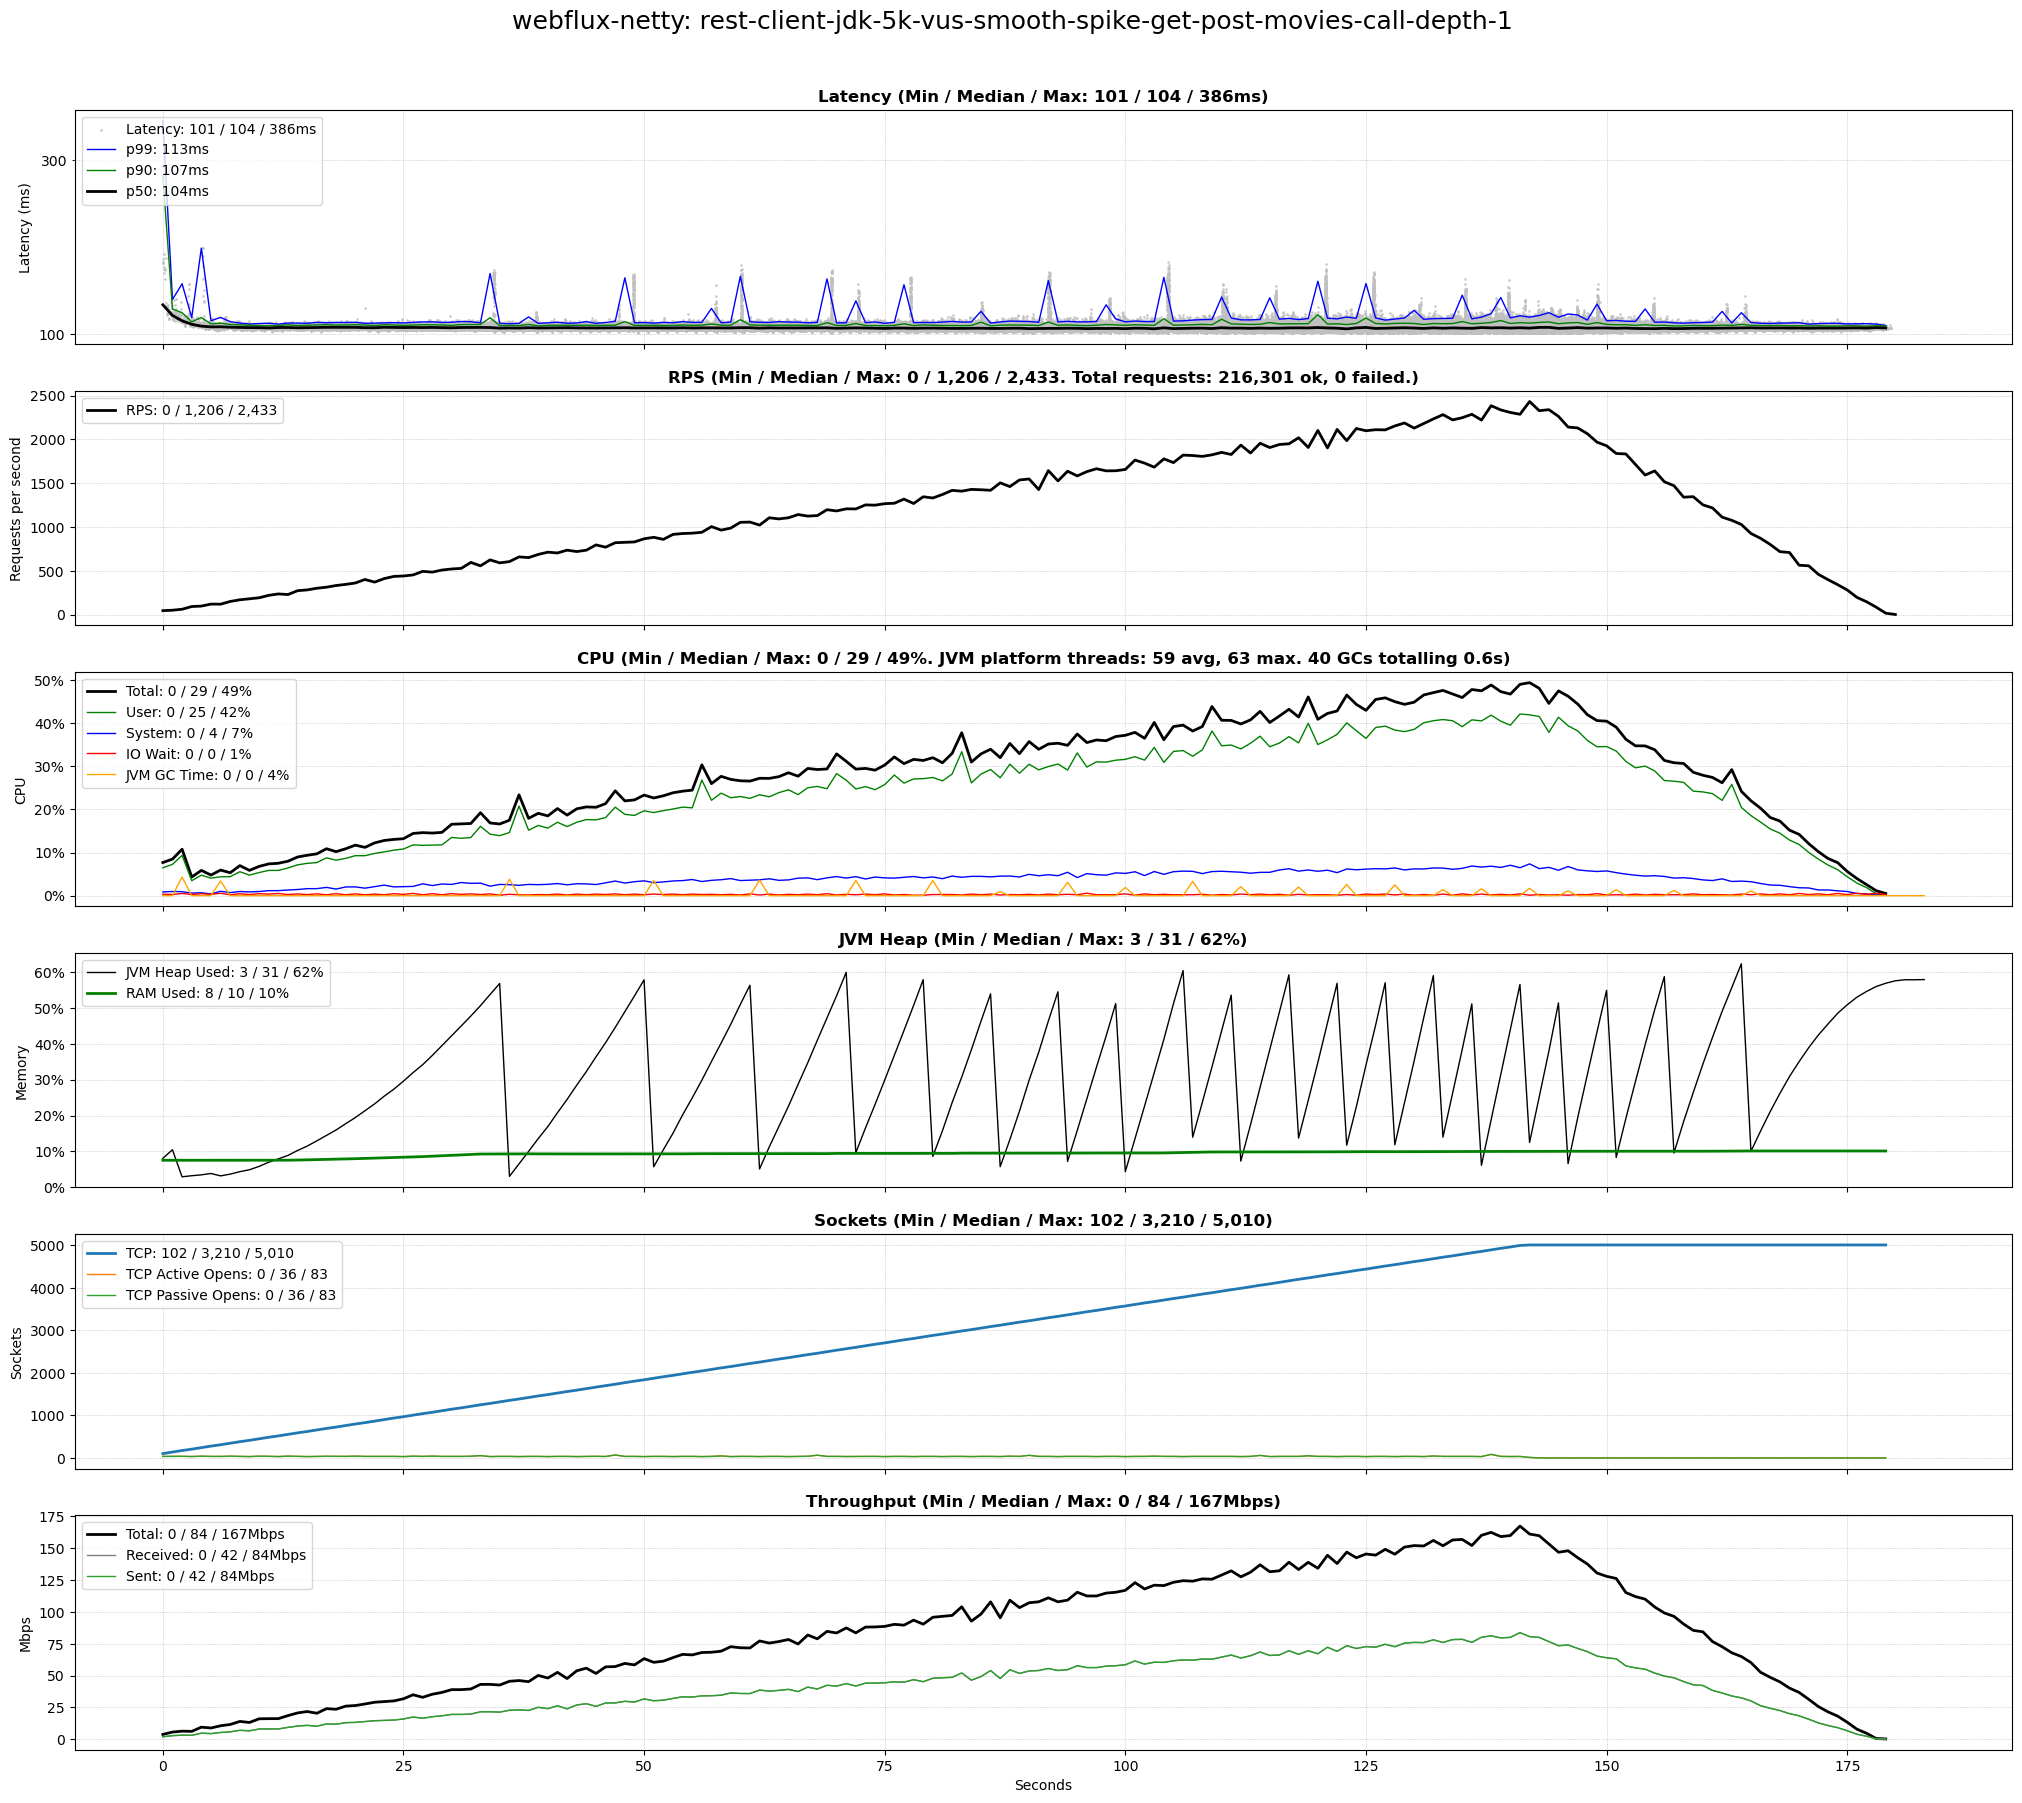 webflux-netty: rest-client-jdk-5k-vus-smooth-spike-get-post-movies-call-depth-1
Latency (Min / Median / Max: 101 / 104 / 386ms)
Latency: 101 / 104 / 386ms
p99: 113ms
p90: 107ms
p50: 104ms
300
100
Latency (ms)
RPS (Min / Median / Max: 0 / 1,206 / 2,433. Total requests: 216,301 ok, 0 failed.)
RPS: 0 / 1,206 / 2,433
2500
2000
1500
1000
500
0
Requests per second
CPU (Min / Median / Max: 0 / 29 / 49%. JVM platform threads: 59 avg, 63 max. 40 GCs totalling 0.6s)
Total: 0 / 29 / 49%
User: 0 / 25 / 42%
System: 0 / 4 / 7%
IO Wait: 0 / 0 / 1%
JVM GC Time: 0 / 0 / 4%
50%
40%
30%
20%
10%
0%
CPU
JVM Heap (Min / Median / Max: 3 / 31 / 62%)
JVM Heap Used: 3 / 31 / 62%
RAM Used: 8 / 10 / 10%
60%
50%
40%
30%
20%
10%
0%
Memory
Sockets (Min / Median / Max: 102 / 3,210 / 5,010)
TCP: 102 / 3,210 / 5,010
TCP Active Opens: 0 / 36 / 83
TCP Passive Opens: 0 / 36 / 83
5000
4000
3000
2000
1000
0
Sockets
Throughput (Min / Median / Max: 0 / 84 / 167Mbps)
Total: 0 / 84 / 167Mbps
Received: 0 / 42 / 84Mbps
Sent: 0 / 42 / 84Mbps
175
150
125
100
75
50
25
0
Mbps
0 25 50 75 100 125 150 175
Seconds